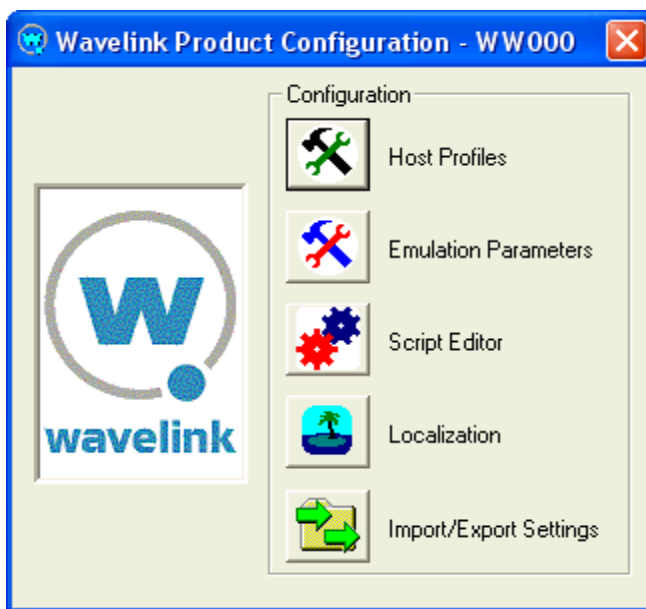 Wavelink Product Configuration - WW000
Configuration
Host Profiles
Emulation Parameters
Script Editor
Localization
Import/Export Settings
w
wavelink